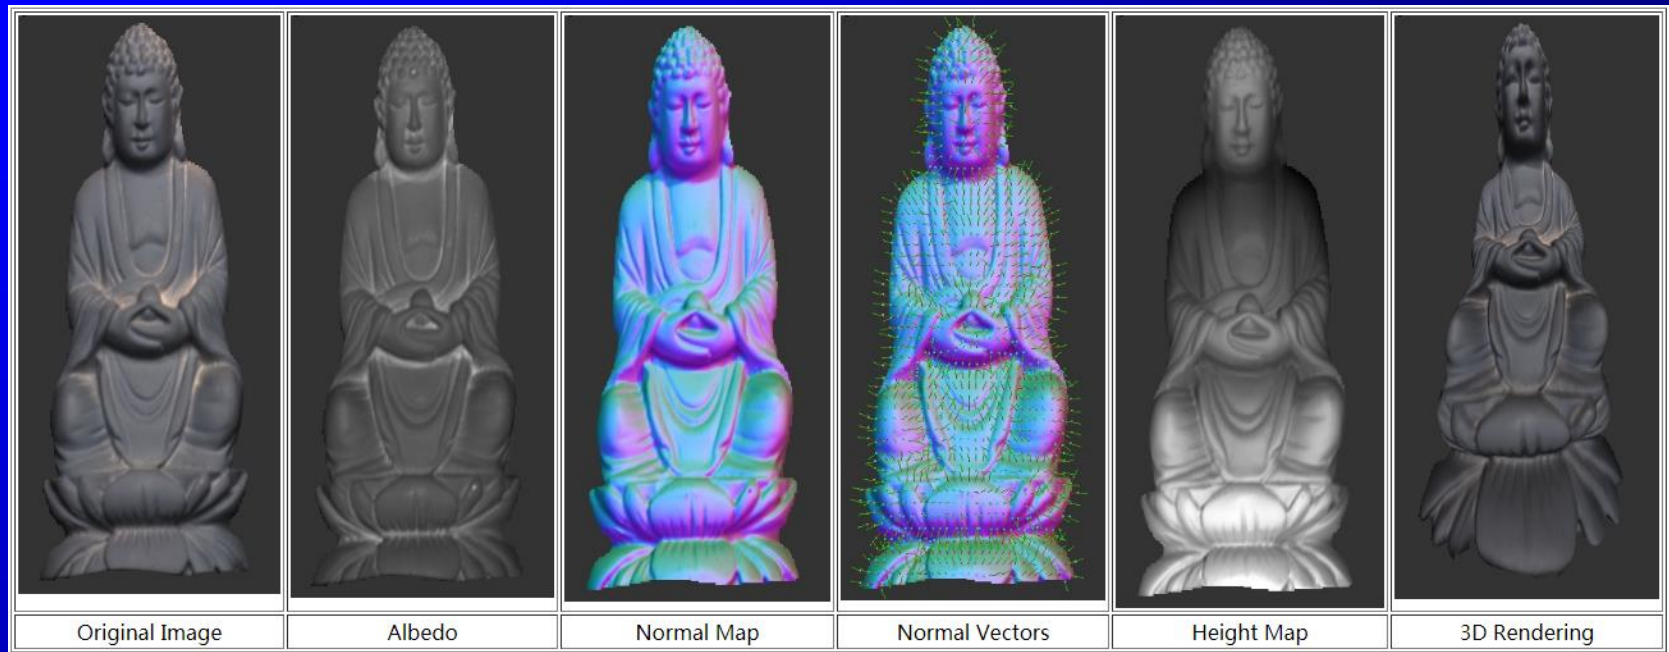 Original Image
Albedo
Normal Map
Normal Vectors
Height Map
3D Rendering